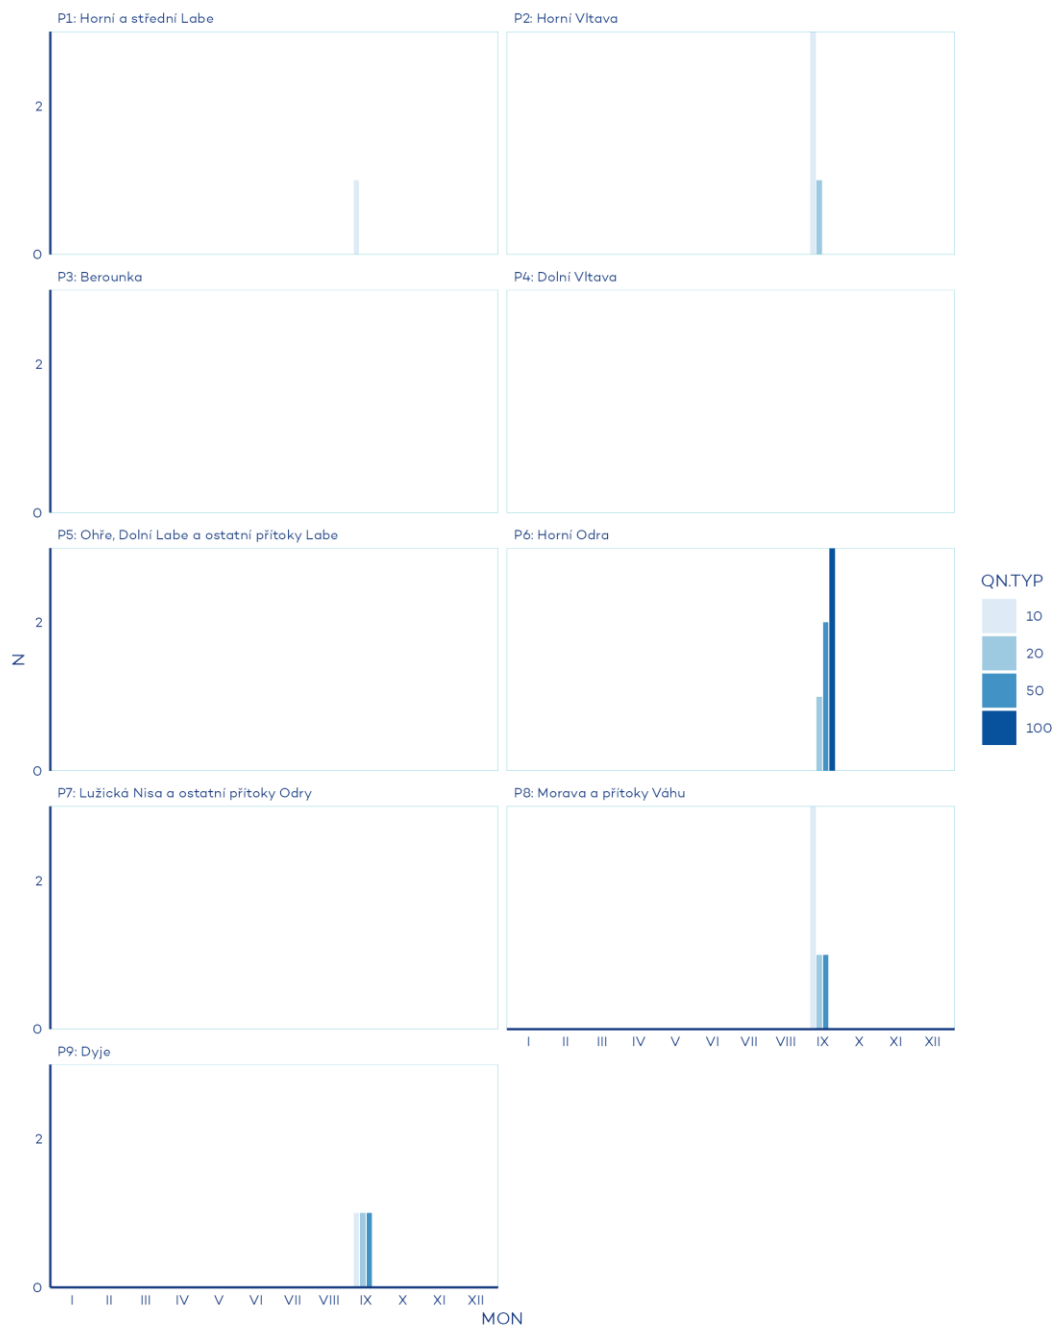 P1: Horní a střední Labe
P2: Horní Vltava
2
0
P3: Berounka
P4: Dolní Vltava
2
0
P5: Ohře, Dolní Labe a ostatní přítoky Labe
P6: Horní Odra
2
0
N
QN.TYP
10
20
50
100
P7: Lužická Nisa a ostatní přítoky Odry
P8: Morava a přítoky Váhu
2
0
I II III IV V VI VII VIII IX X XI XII
P9: Dyje
2
0
I II III IV V VI VII VIII IX X XI XII
MON